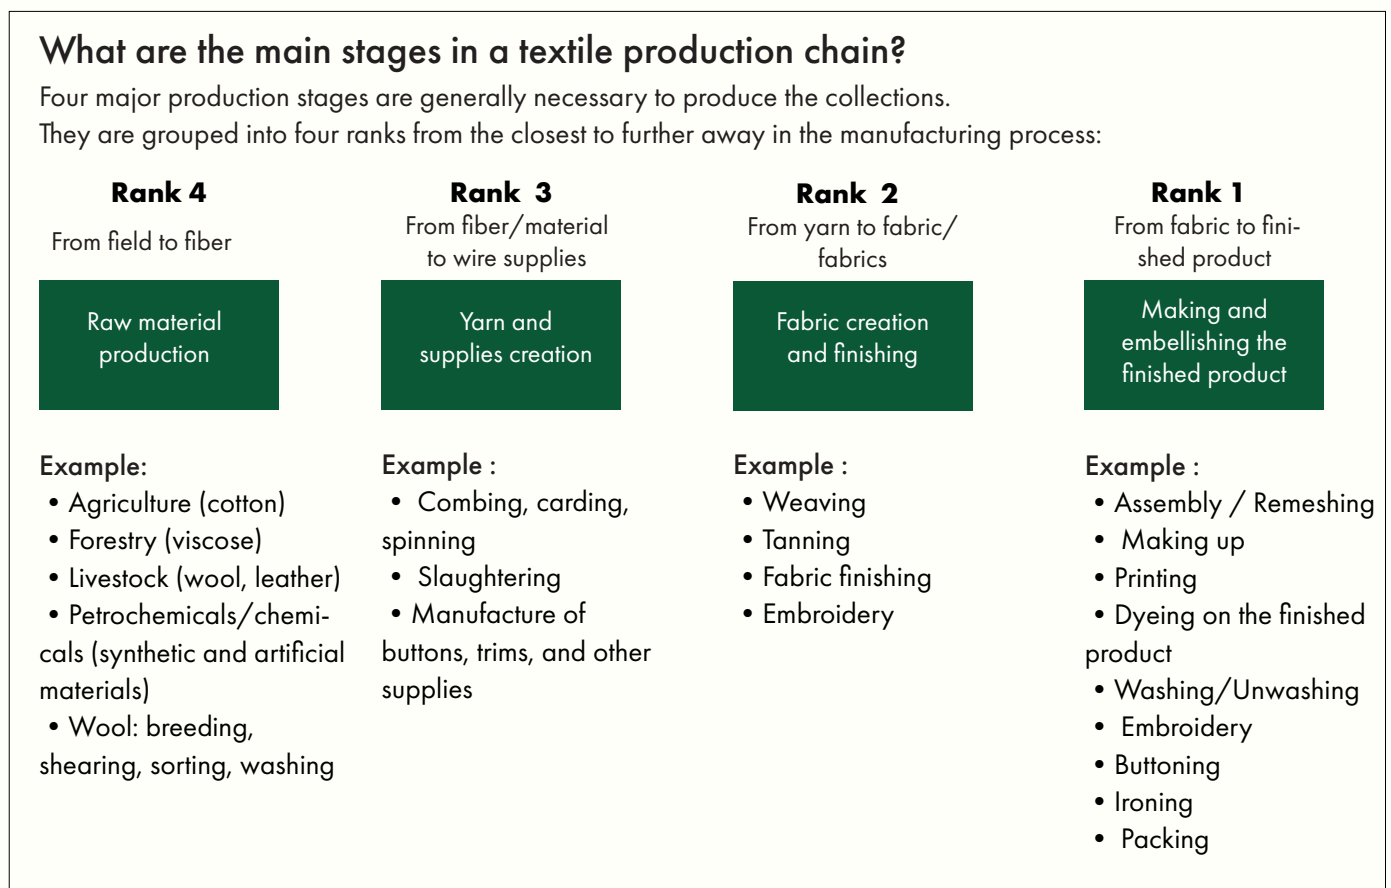 What are the main stages in a textile production chain?
Four major production stages are generally necessary to produce the collections.
They are grouped into four ranks from the closest to further away in the manufacturing process:
Rank 4
From field to fiber
Raw material
production
Example:
• Agriculture (cotton)
• Forestry (viscose)
• Livestock (wool, leather)
• Petrochemicals/chemi-
cals (synthetic and artificial
materials)
• Wool: breeding,
shearing, sorting, washing
Rank 3
From fiber/material
to wire supplies
Yarn and
supplies creation
Example :
• Combing, carding,
spinning
• Slaughtering
• Manufacture of
buttons, trims, and other
supplies
Rank 2
From yarn to fabric/
fabrics
Fabric creation
and finishing
Example :
• Weaving
• Tanning
• Fabric finishing
• Embroidery
Rank 1
From fabric to fini-
shed product
Making and
embellishing the
finished product
Example :
• Assembly / Remeshing
• Making up
• Printing
• Dyeing on the finished
product
• Washing/Unwashing
• Embroidery
• Buttoning
• Ironing
• Packing